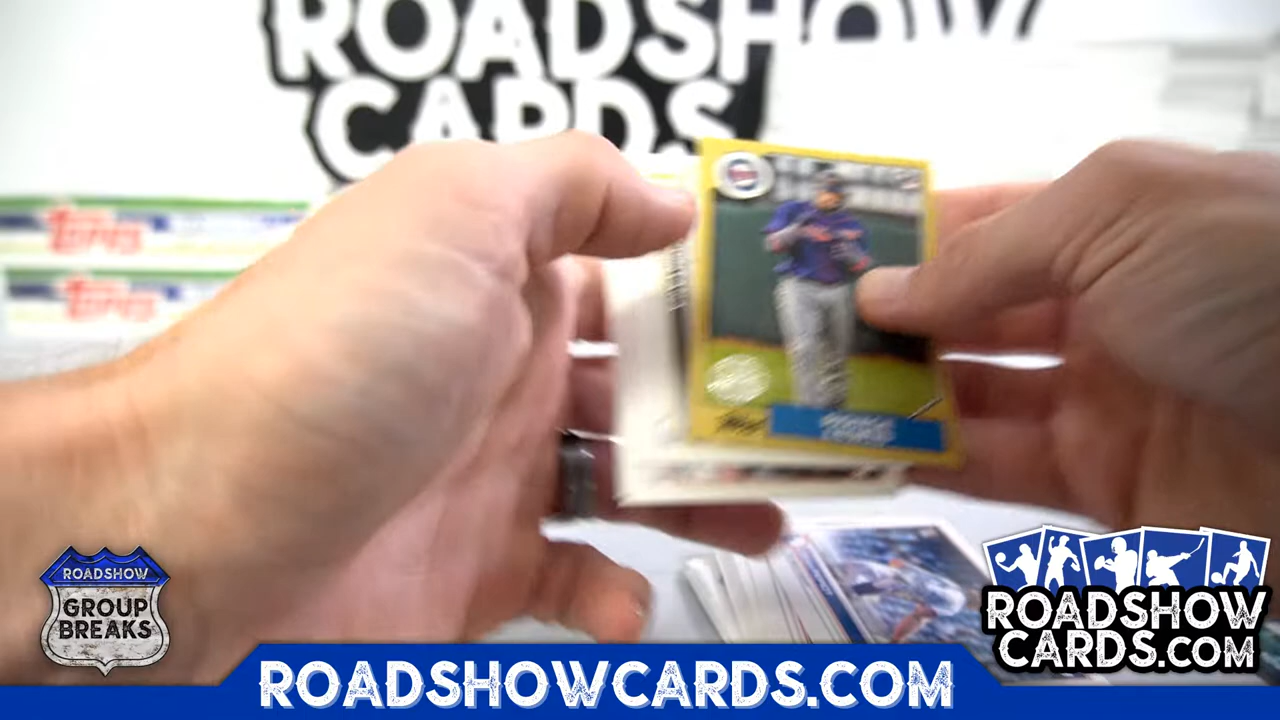 ROADSHOW
CARDS
Topps
Topps
ROADSHOW
GROUP
BREAKS
ROADSHOWCARDS.COM
ROADSHOW
CARDS.COM